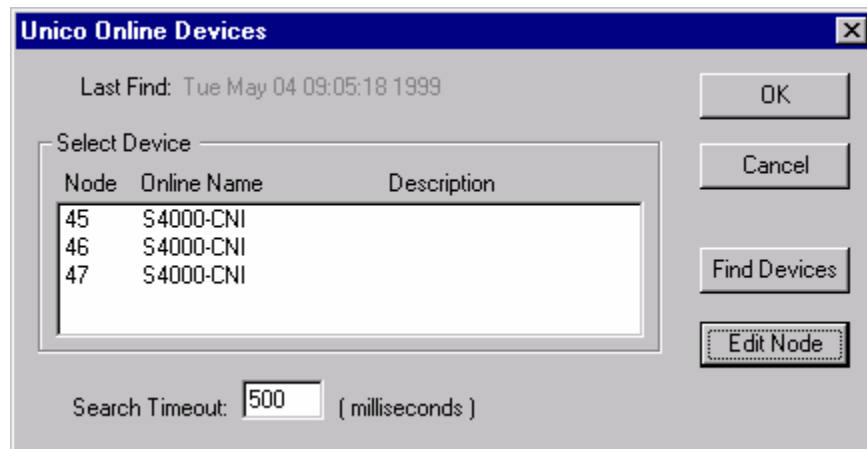 Unico Online Devices
Last Find: Tue May 04 09:05:18 1999
OK
Select Device
Cancel
Node Online Name Description
45 S4000-CNI
46 S4000-CNI
47 S4000-CNI
Find Devices
Edit Node
Search Timeout: 500 ( milliseconds )